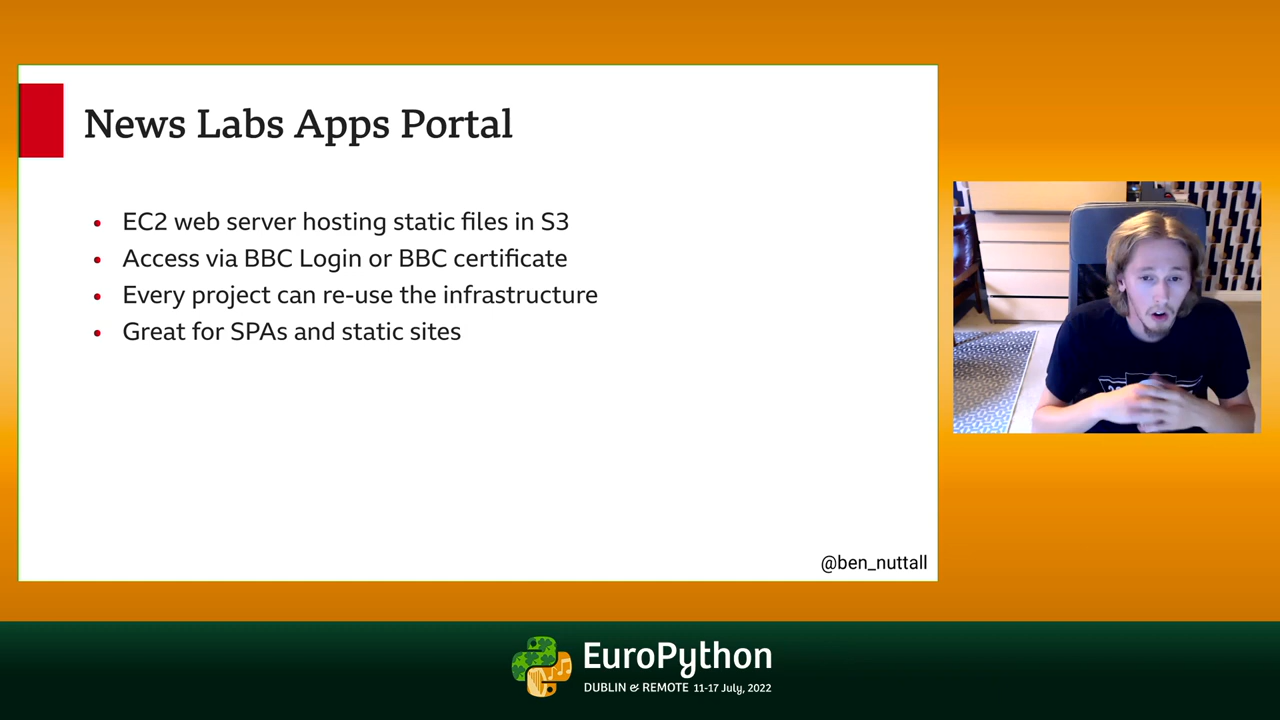 News Labs Apps Portal
• EC2 web server hosting static files in S3
• Access via BBC Login or BBC certificate
• Every project can re-use the infrastructure
• Great for SPAs and static sites
@ben_nuttall
EuroPython
DUBLIN & REMOTE 11-17 July, 2022